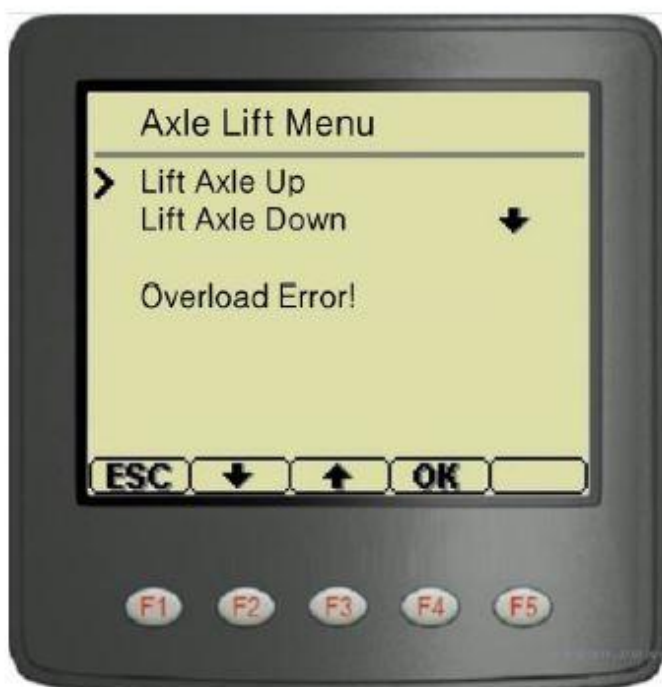 Axle Lift Menu
Lift Axle Up
Lift Axle Down
Overload Error!
ESC OK
F1 F2 F3 F4 F5